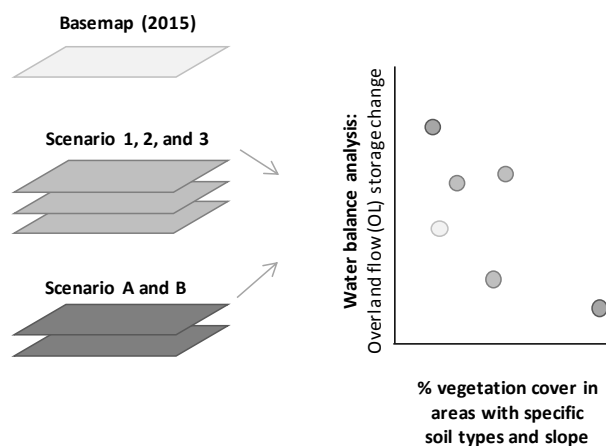 Basemap (2015)
Scenario 1, 2, and 3
Scenario A and B
Water balance analysis:
Overland flow (OL) storage change
% vegetation cover in
areas with specific
soil types and slope